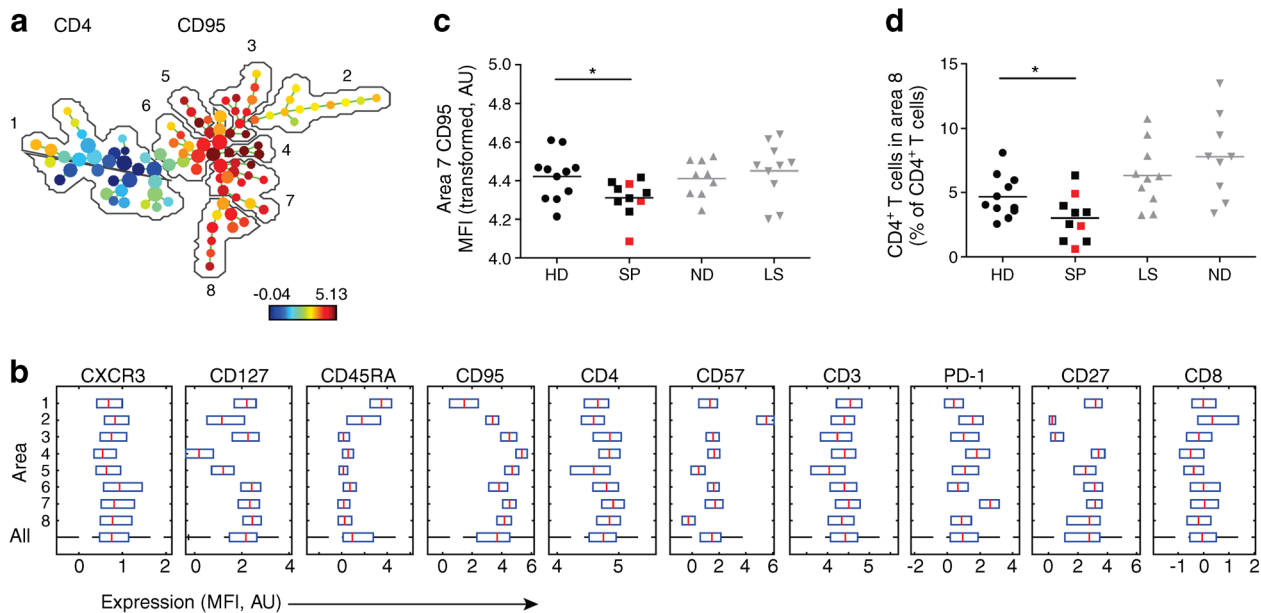 a
CD4 CD95
3
5 2
6
1
4
7
8
-0.04 5.13
c
Area 7 CD95
MFI (transformed, AU)
5.0
4.8
4.6
4.4
4.2
4.0
*
HD SP ND LS
d
CD4+ T cells in area 8
(% of CD4+ T cells)
15
10
5
0
*
HD SP LS ND
b
CXCR3 CD127 CD45RA CD95 CD4 CD57 CD3 PD-1 CD27 CD8
Area
1
2
3
4
5
6
7
8
All
0 1 2 0 2 4 0 4 0 2 4 6 5 0 2 4 6 3 4 5 -2 0 2 4 0 2 4 6 -1 0 1 2
Expression (MFI, AU)